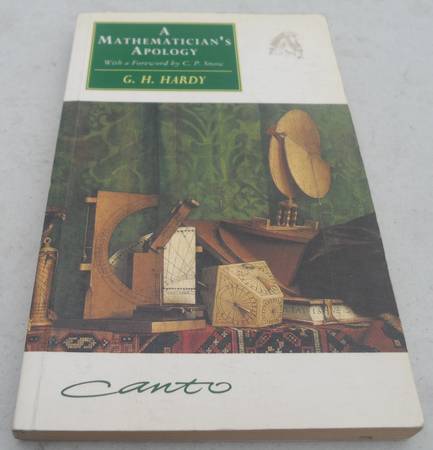 A
MATHEMATICIAN'S
APOLOGY
With a Foreword by C. P. Snow
G. H. HARDY
Canto